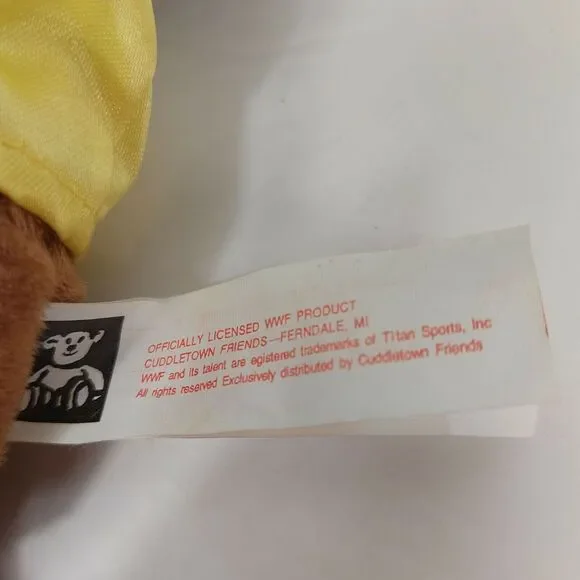 OFFICIALLY LICENSED WWF PRODUCT
CUDDLETOWN FRIENDS—FERNDALE, MI
WWF and its talent are egistered trademarks of Titan Sports, Inc
All rights reserved Exclusively distributed by Cuddletown Friends